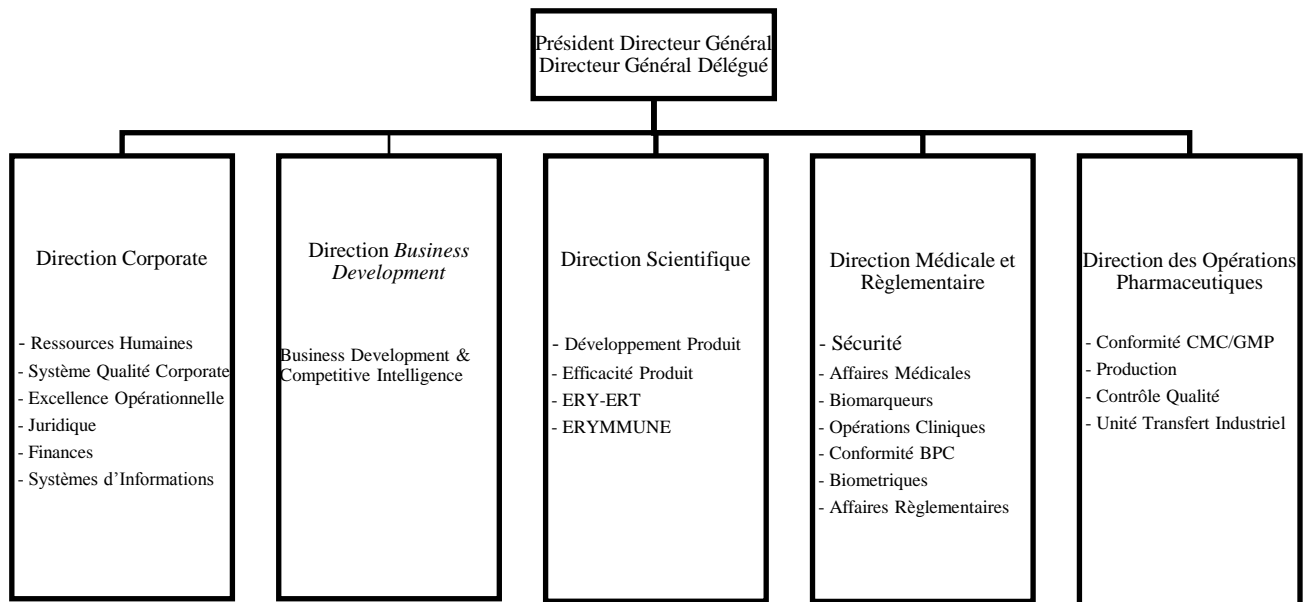 Président Directeur Général
Directeur Général Délégué
Direction Corporate
- Ressources Humaines
- Système Qualité Corporate
- Excellence Opérationnelle
- Juridique
- Finances
- Systèmes d’Informations
Direction Business
Development
Business Development &
Competitive Intelligence
Direction Scientifique
- Développement Produit
- Efficacité Produit
- ERY-ERT
- ERYMMUNE
Direction Médicale et
Règlementaire
- Sécurité
- Affaires Médicales
- Biomarqueurs
- Opérations Cliniques
- Conformité BPC
- Biometriques
- Affaires Règlementaires
Direction des Opérations
Pharmaceutiques
- Conformité CMC/GMP
- Production
- Contrôle Qualité
- Unité Transfert Industriel